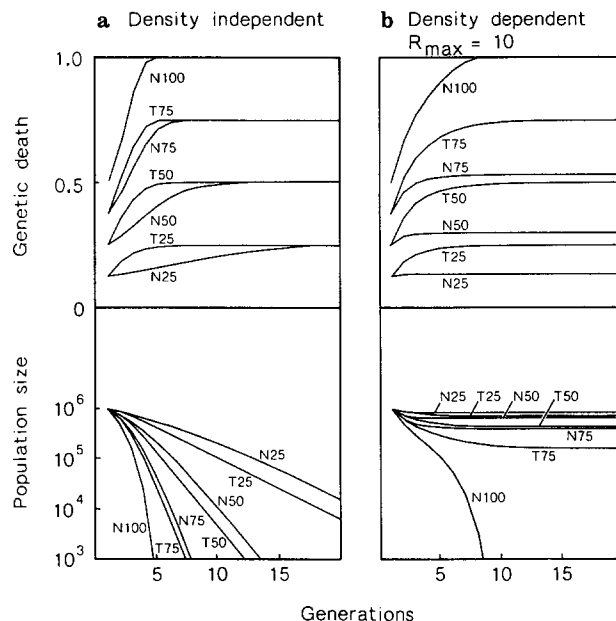 a Density independent
b Density dependent
R_max = 10
Genetic death
1.0
0.5
0
N100
T75
N75
T50
N50
T25
N25
N100
T75
N75
T50
N50
T25
N25
Population size
10^6
10^5
10^4
10^3
N25
T25
N50
T50
N75
T75
N100
N25 T25 N50 T50
N75
T75
N100
5 10 15
5 10 15
Generations